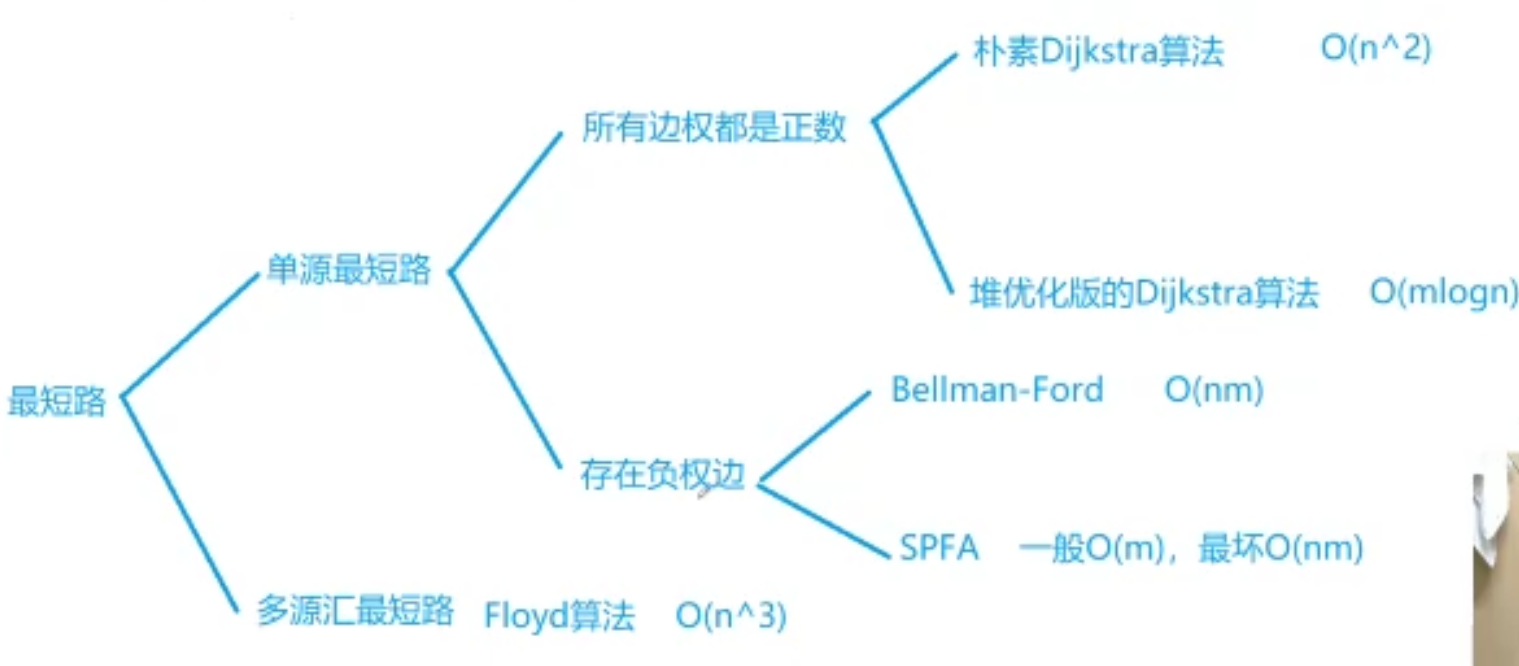 朴素Dijkstra算法 O(n^2)
所有边权都是正数
单源最短路
堆优化版的Dijkstra算法 O(mlogn)
最短路
Bellman-Ford O(nm)
存在负权边
SPFA 一般O(m)，最坏O(nm)
多源汇最短路 Floyd算法 O(n^3)